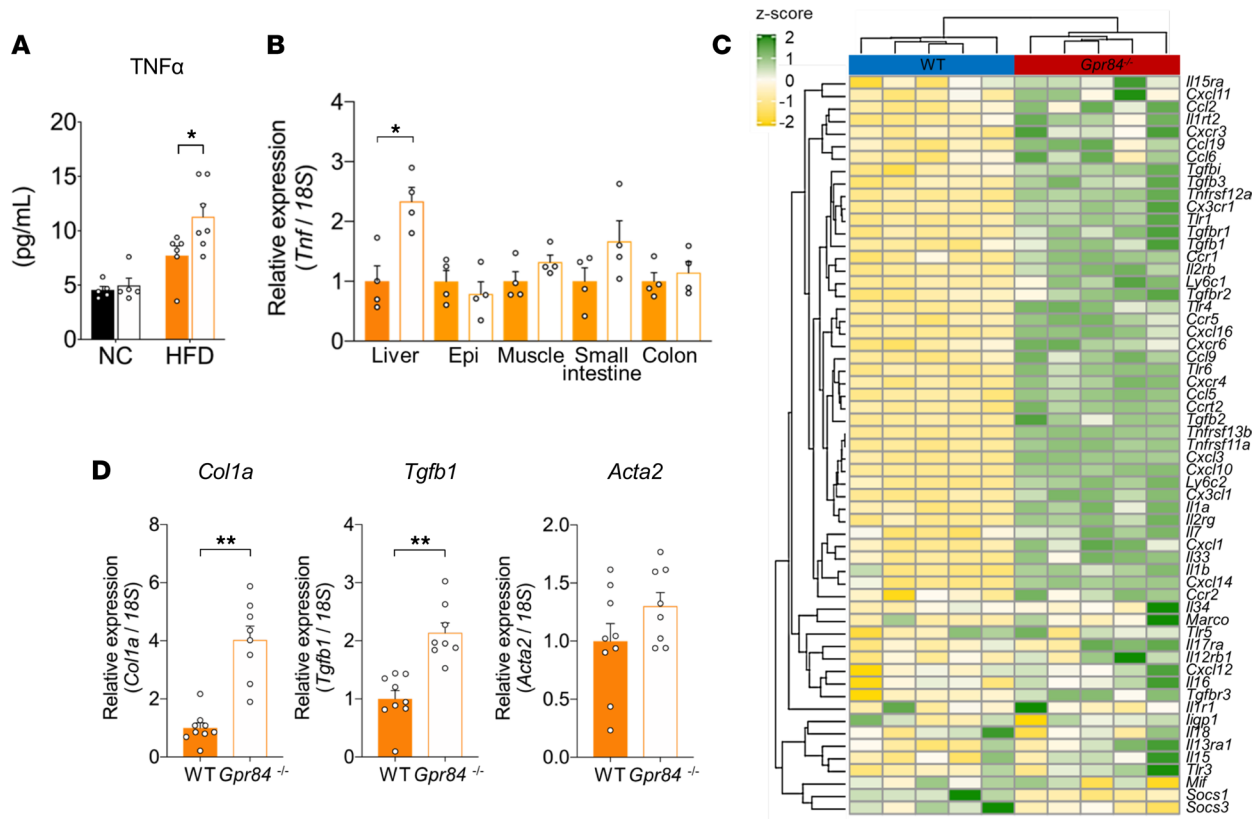 A
TNFα
(pg/mL)
20
15
10
5
0
*
NC
HFD
B
Relative expression
(Tnf / 18S)
4
3
2
1
0
*
Liver
Epi
Muscle
Small
intestine
Colon
C
z-score
2
1
0
-1
-2
WT
Gpr84-/-
Il15ra
Cxcl11
Ccl2
Il1rt2
Cxcr3
Ccl19
Ccl6
Tgfbi
Tgfb3
Tnfrsf12a
Cx3cr1
Tlr1
Tgfbr1
Tgfb1
Ccr1
Il2rb
Ly6c1
Tgfbr2
Tlr4
Ccr5
Cxcl16
Cxcr6
Ccl9
Tlr6
Cxcr4
Ccl5
Ccrt2
Tgfb2
Tnfrsf13b
Tnfrsf11a
Cxcl3
Cxcl10
Ly6c2
Cx3cl1
Il1a
Il2rg
Il7
Cxcl1
Il33
Il1b
Cxcl14
Ccr2
Il34
Marco
Tlr5
Il17ra
Il12rb1
Cxcl12
Il16
Tgfbr3
Il1r1
Iigp1
Il18
Il13ra1
Il15
Tlr3
Mif
Socs1
Socs3
D
Col1a
Relative expression
(Col1a / 18S)
8
6
4
2
0
**
WT Gpr84 -/-
Tgfb1
Relative expression
(Tgfb1 / 18S)
4
3
2
1
0
**
WT Gpr84 -/-
Acta2
Relative expression
(Acta2 / 18S)
2.0
1.5
1.0
0.5
0.0
WT Gpr84 -/-